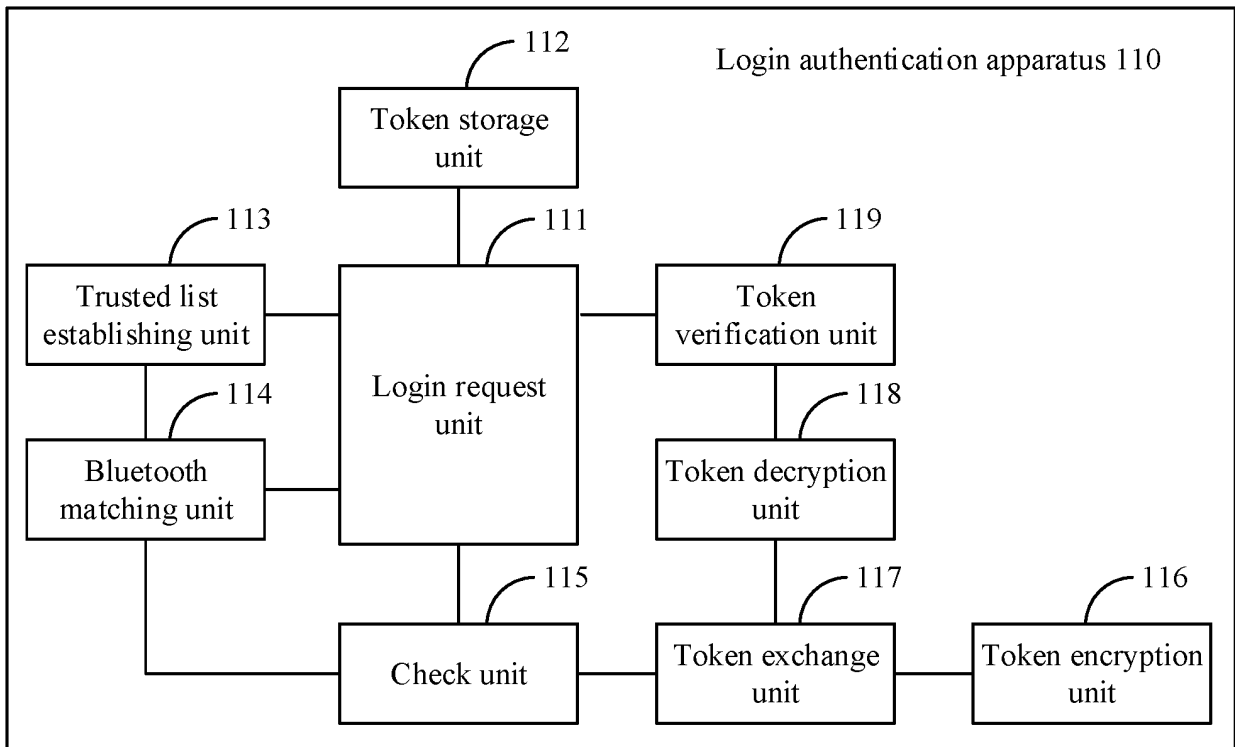 Login authentication apparatus 110
112
Token storage
unit
113
Trusted list
establishing unit
111
Login request
unit
119
Token
verification unit
114
Bluetooth
matching unit
118
Token decryption
unit
115
Check unit
117
Token exchange
unit
116
Token encryption
unit